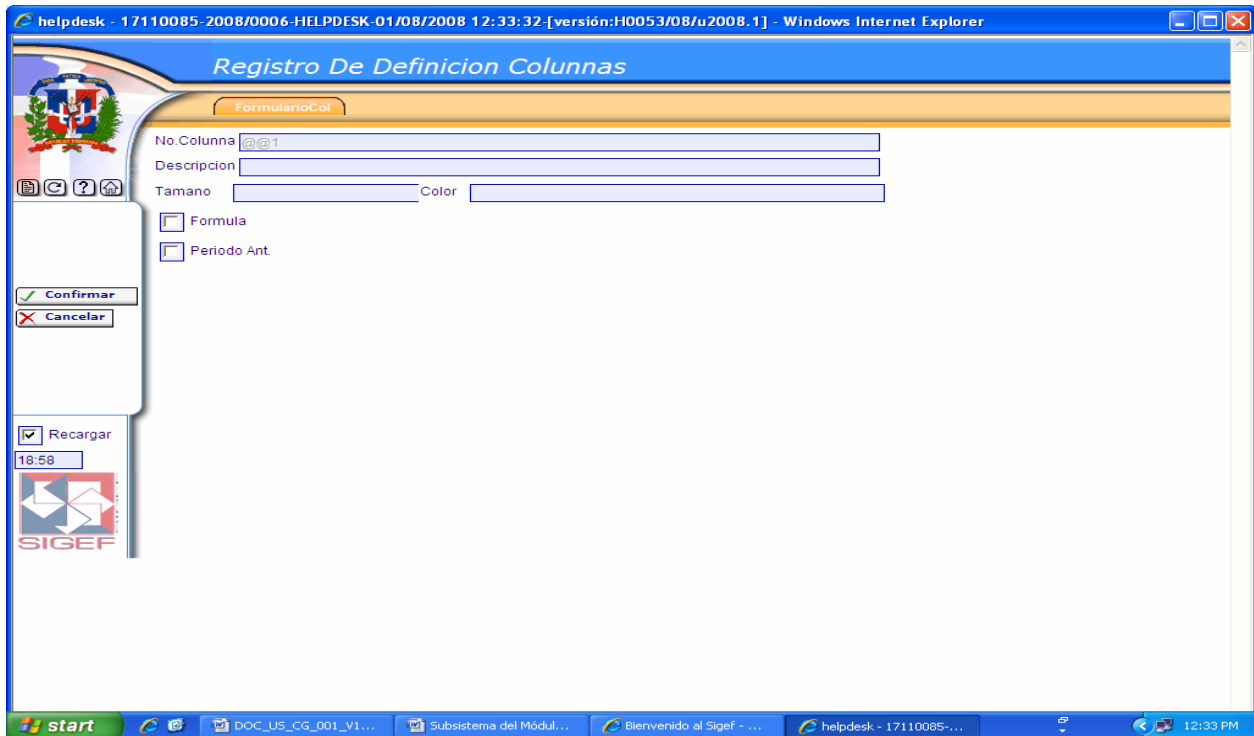 helpdesk - 17110085-2008/0006-HELPDESK-01/08/2008 12:33:32-[versión:H0053/08/u2008.1] - Windows Internet Explorer
Registro De Definicion Colunnas
FormularioCol
No.Colunna @@1
Descripcion
Tamano Color
Formula
Periodo Ant.
Confirmar
Cancelar
Recargar
18:58
SIGEF
start DOC_US_CG_001_V1... Subsistema del Módul... Bienvenido al Sigef - ... helpdesk - 17110085-... 12:33 PM